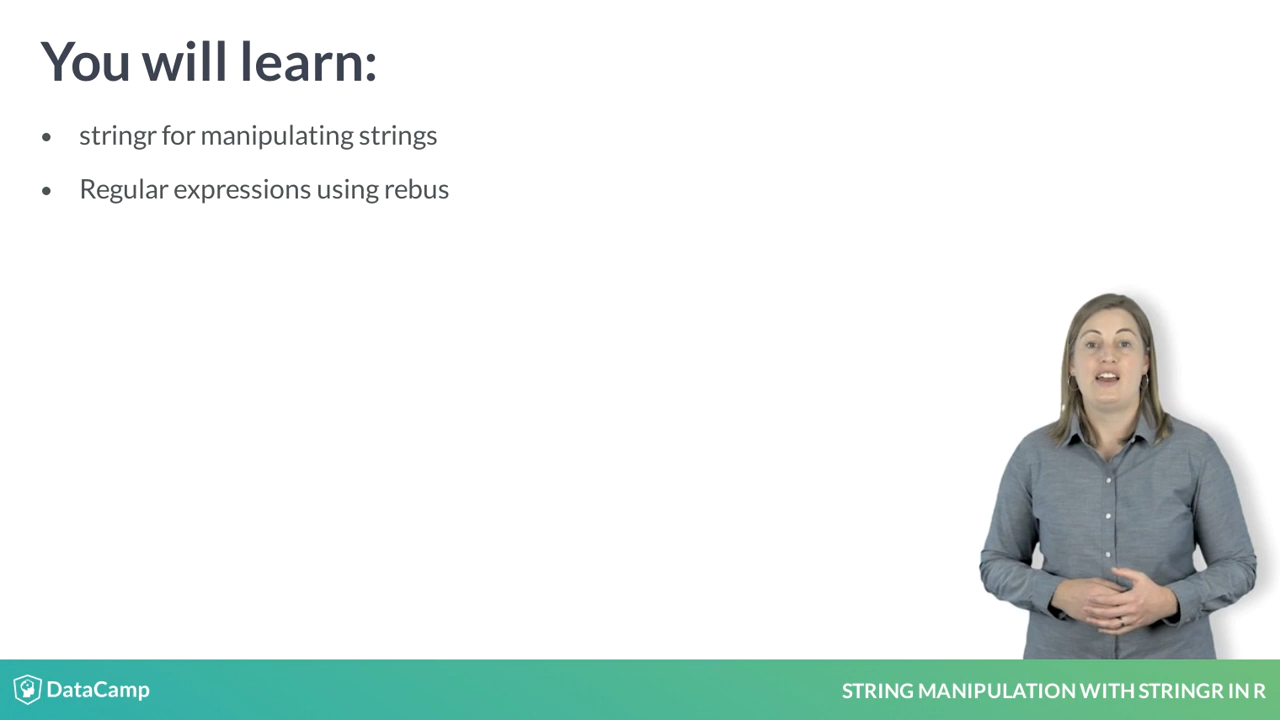 You will learn:
• stringr for manipulating strings
• Regular expressions using rebus
DataCamp
STRING MANIPULATION WITH STRINGR IN R